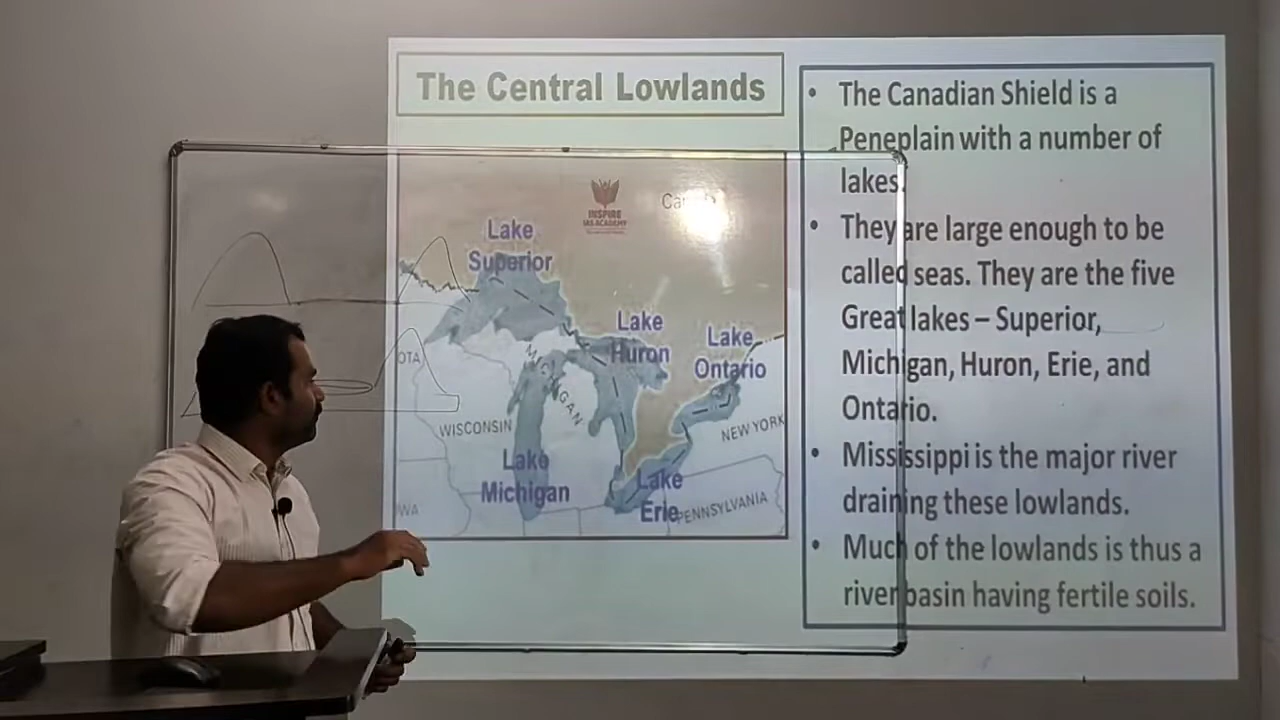 The Central Lowlands
• The Canadian Shield is a
Peneplain with a number of
lakes.
• They are large enough to be
called seas. They are the five
Great lakes – Superior,
Michigan, Huron, Erie, and
Ontario.
• Mississippi is the major river
draining these lowlands.
• Much of the lowlands is thus a
river basin having fertile soils.
INSPIRE
IAS ACADEMY
Lake
Superior
Lake
Huron
Lake
Ontario
OTA
MICHIGAN
WISCONSIN
NEW YORK
Lake
Michigan
Lake
Erie
PENNSYLVANIA
WA